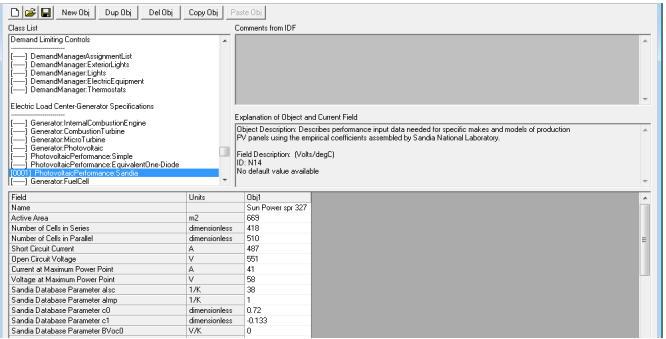 New Obj Dup Obj Del Obj Copy Obj Paste Obj
Class List
Comments from IDF
Demand Limiting Controls
[-----] DemandManagerAssignmentList
[-----] DemandManager:ExteriorLights
[-----] DemandManager:Lights
[-----] DemandManager:ElectricEquipment
[-----] DemandManager:Thermostats
Electric Load Center-Generator Specifications
[-----] Generator:InternalCombustionEngine
[-----] Generator:CombustionTurbine
[-----] Generator:MicroTurbine
[-----] Generator:Photovoltaic
[-----] PhotovoltaicPerformance:Simple
[-----] PhotovoltaicPerformance:EquivalentOne-Diode
[0001] PhotovoltaicPerformance:Sandia
[-----] Generator:FuelCell
Explanation of Object and Current Field
Object Description: Describes performance input data needed for specific makes and models of production
PV panels using the empirical coefficients assembled by Sandia National Laboratory.
Field Description: (Volts/degC)
ID: N14
No default value available
Field Units Obj1
Name Sun Power spr 327
Active Area m2 669
Number of Cells in Series dimensionless 418
Number of Cells in Parallel dimensionless 510
Short Circuit Current A 487
Open Circuit Voltage V 551
Current at Maximum Power Point A 41
Voltage at Maximum Power Point V 58
Sandia Database Parameter aIsc 1/K 38
Sandia Database Parameter aImp 1/K 1
Sandia Database Parameter c0 dimensionless 0.72
Sandia Database Parameter c1 dimensionless -0.133
Sandia Database Parameter BVoc0 V/K 0